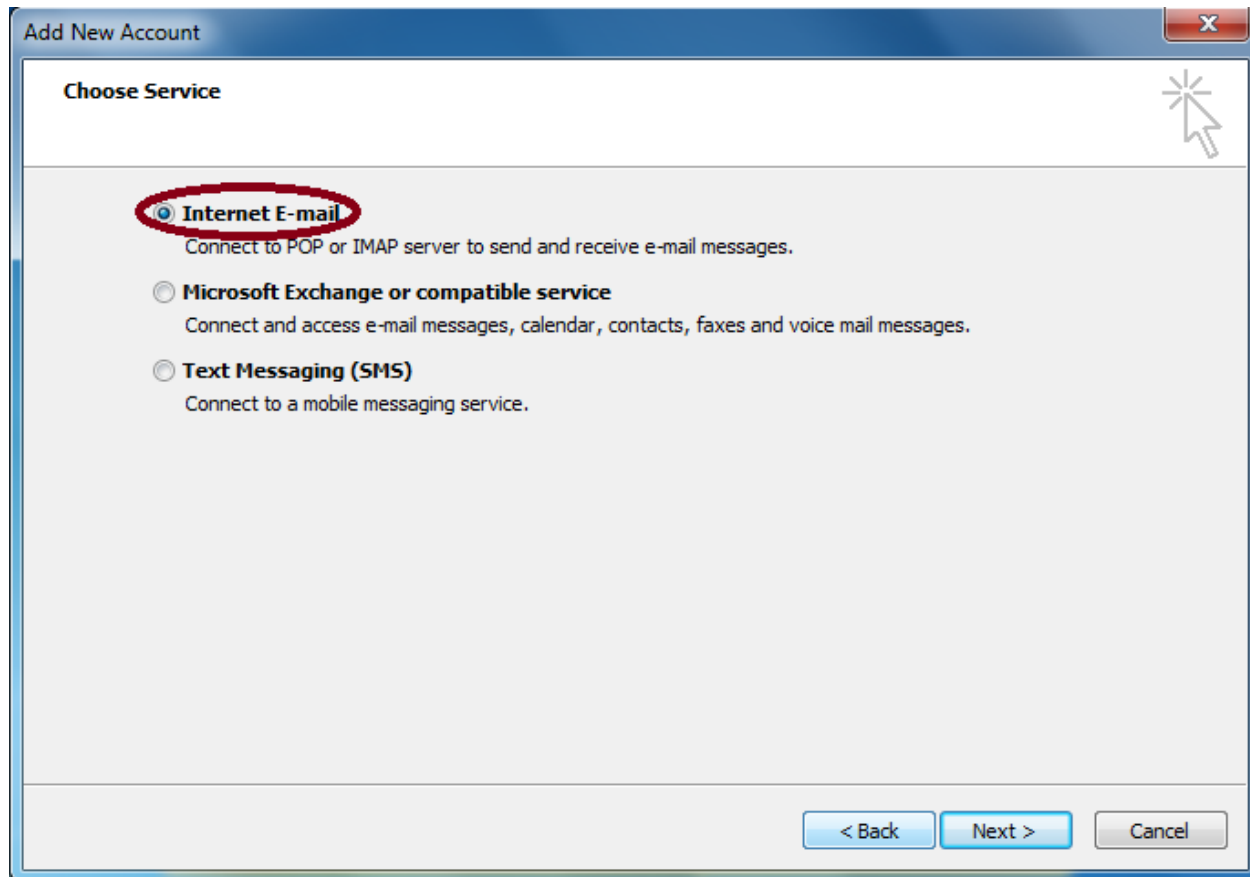 Add New Account
Choose Service
Internet E-mail
Connect to POP or IMAP server to send and receive e-mail messages.
Microsoft Exchange or compatible service
Connect and access e-mail messages, calendar, contacts, faxes and voice mail messages.
Text Messaging (SMS)
Connect to a mobile messaging service.
< Back Next > Cancel